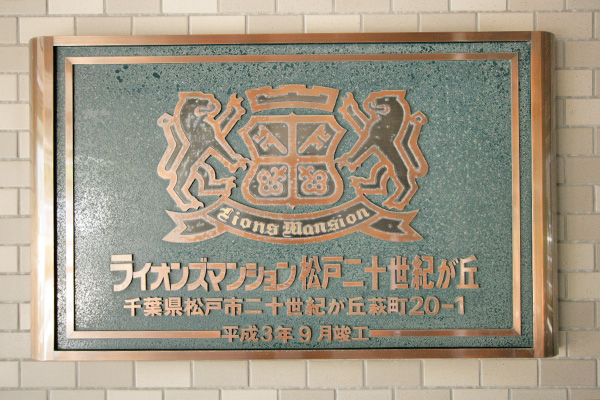 Lions Mansion
ライオンズマンション松戸二十世紀が丘
千葉県松戸市二十世紀が丘萩町20-1
平成3年9月竣工